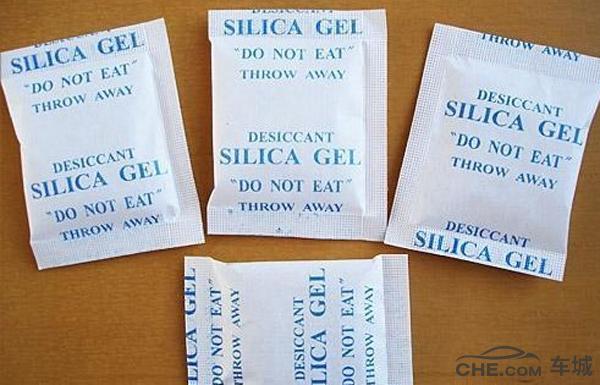 DESICCANT
SILICA GEL
"DO NOT EAT"
THROW AWAY
DESICCANT
SILICA GEL
"DO NOT EAT"
THROW AWAY
DESICCANT
SILICA GEL
"DO NOT EAT"
THROW AWAY
DESICCANT
SILICA GEL
"DO NOT EAT"
THROW AWAY
THROW AWAY
DESICCANT
SILICA GEL
"DO NOT EAT"
THROW AWAY
DESICCANT
SILICA GEL
SILICA GEL
"DO NOT EAT"
THROW AWAY
DESICCANT
SILICA GEL
"DO NOT EAT"
THROW AWAY
CHE.COM 车城